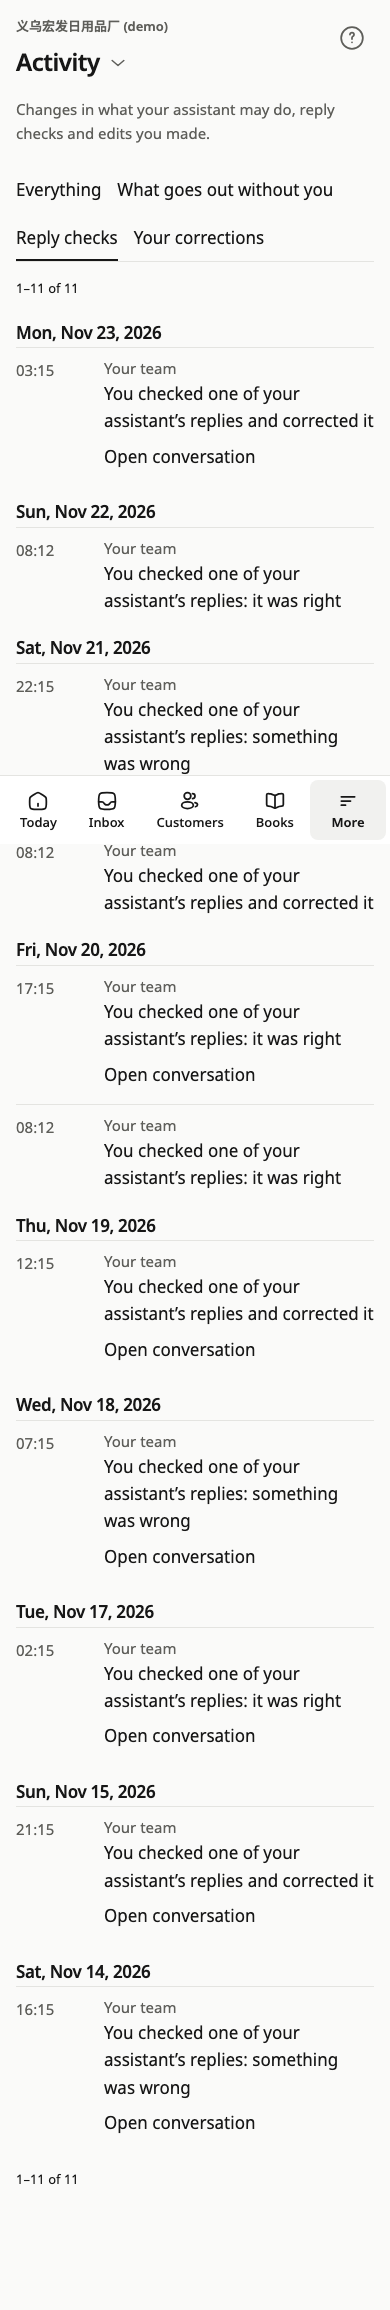 义乌宏发日用品厂 (demo)
Activity
Changes in what your assistant may do, reply
checks and edits you made.
Everything What goes out without you
Reply checks Your corrections
1–11 of 11
Mon, Nov 23, 2026
03:15 Your team
You checked one of your
assistant’s replies and corrected it
Open conversation
Sun, Nov 22, 2026
08:12 Your team
You checked one of your
assistant’s replies: it was right
Sat, Nov 21, 2026
22:15 Your team
You checked one of your
assistant’s replies: something
was wrong
Today Inbox Customers Books More
08:12 Your team
You checked one of your
assistant’s replies and corrected it
Fri, Nov 20, 2026
17:15 Your team
You checked one of your
assistant’s replies: it was right
Open conversation
08:12 Your team
You checked one of your
assistant’s replies: it was right
Thu, Nov 19, 2026
12:15 Your team
You checked one of your
assistant’s replies and corrected it
Open conversation
Wed, Nov 18, 2026
07:15 Your team
You checked one of your
assistant’s replies: something
was wrong
Open conversation
Tue, Nov 17, 2026
02:15 Your team
You checked one of your
assistant’s replies: it was right
Open conversation
Sun, Nov 15, 2026
21:15 Your team
You checked one of your
assistant’s replies and corrected it
Open conversation
Sat, Nov 14, 2026
16:15 Your team
You checked one of your
assistant’s replies: something
was wrong
Open conversation
1–11 of 11